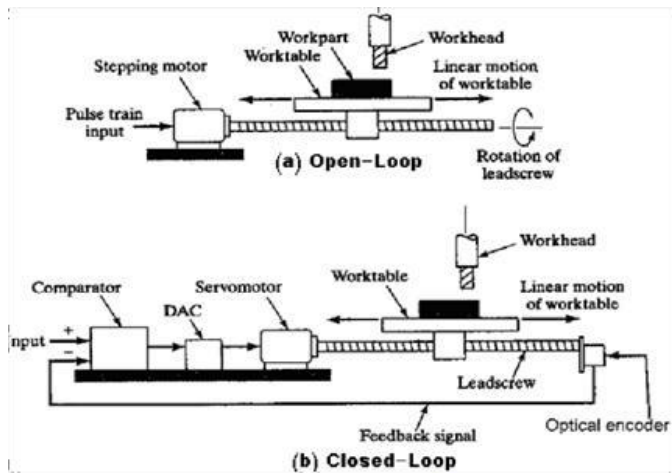 Workpart
Worktable
Workhead
Stepping motor
Linear motion
of worktable
Pulse train
input
(a) Open-Loop
Rotation of
leadscrew
Workhead
Worktable
Servomotor
Comparator
DAC
Linear motion
of worktable
+
nput
−
Leadscrew
Optical encoder
Feedback signal
(b) Closed-Loop